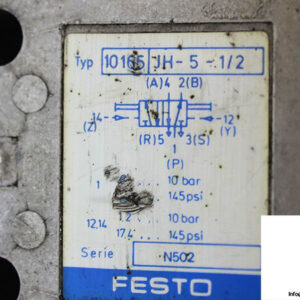 Typ 10165 JH-5-1/2
(A)4 2(B)
14 12
(Z) (Y)
(R)5 3(S)
1
(P)
1 ... 10 bar
145psi
12,14 ... 10 bar
... 145psi
Serie N502
FESTO